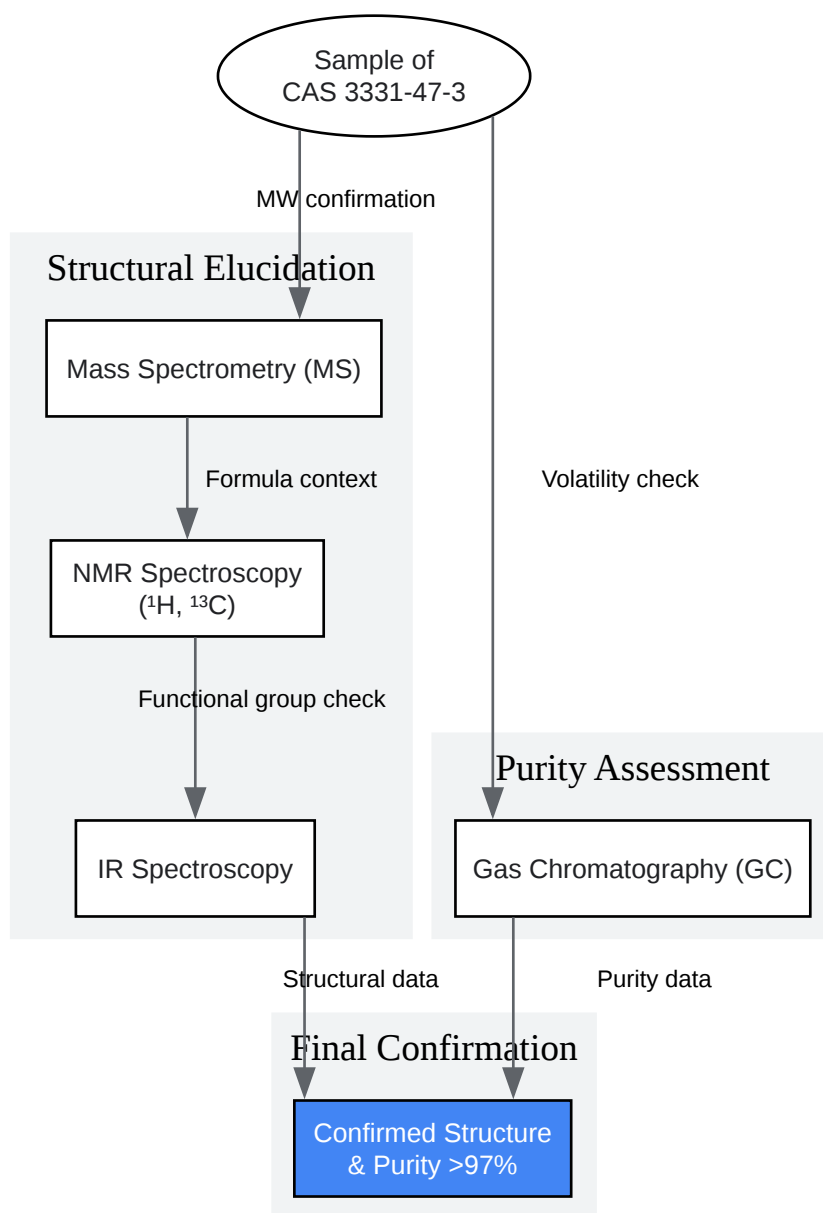 Sample of
CAS 3331-47-3
MW confirmation
Structural Elucidation
Mass Spectrometry (MS)
Formula context
Volatility check
NMR Spectroscopy
(¹H, ¹³C)
Functional group check
Purity Assessment
IR Spectroscopy
Gas Chromatography (GC)
Structural data
Purity data
Final Confirmation
Confirmed Structure
& Purity >97%